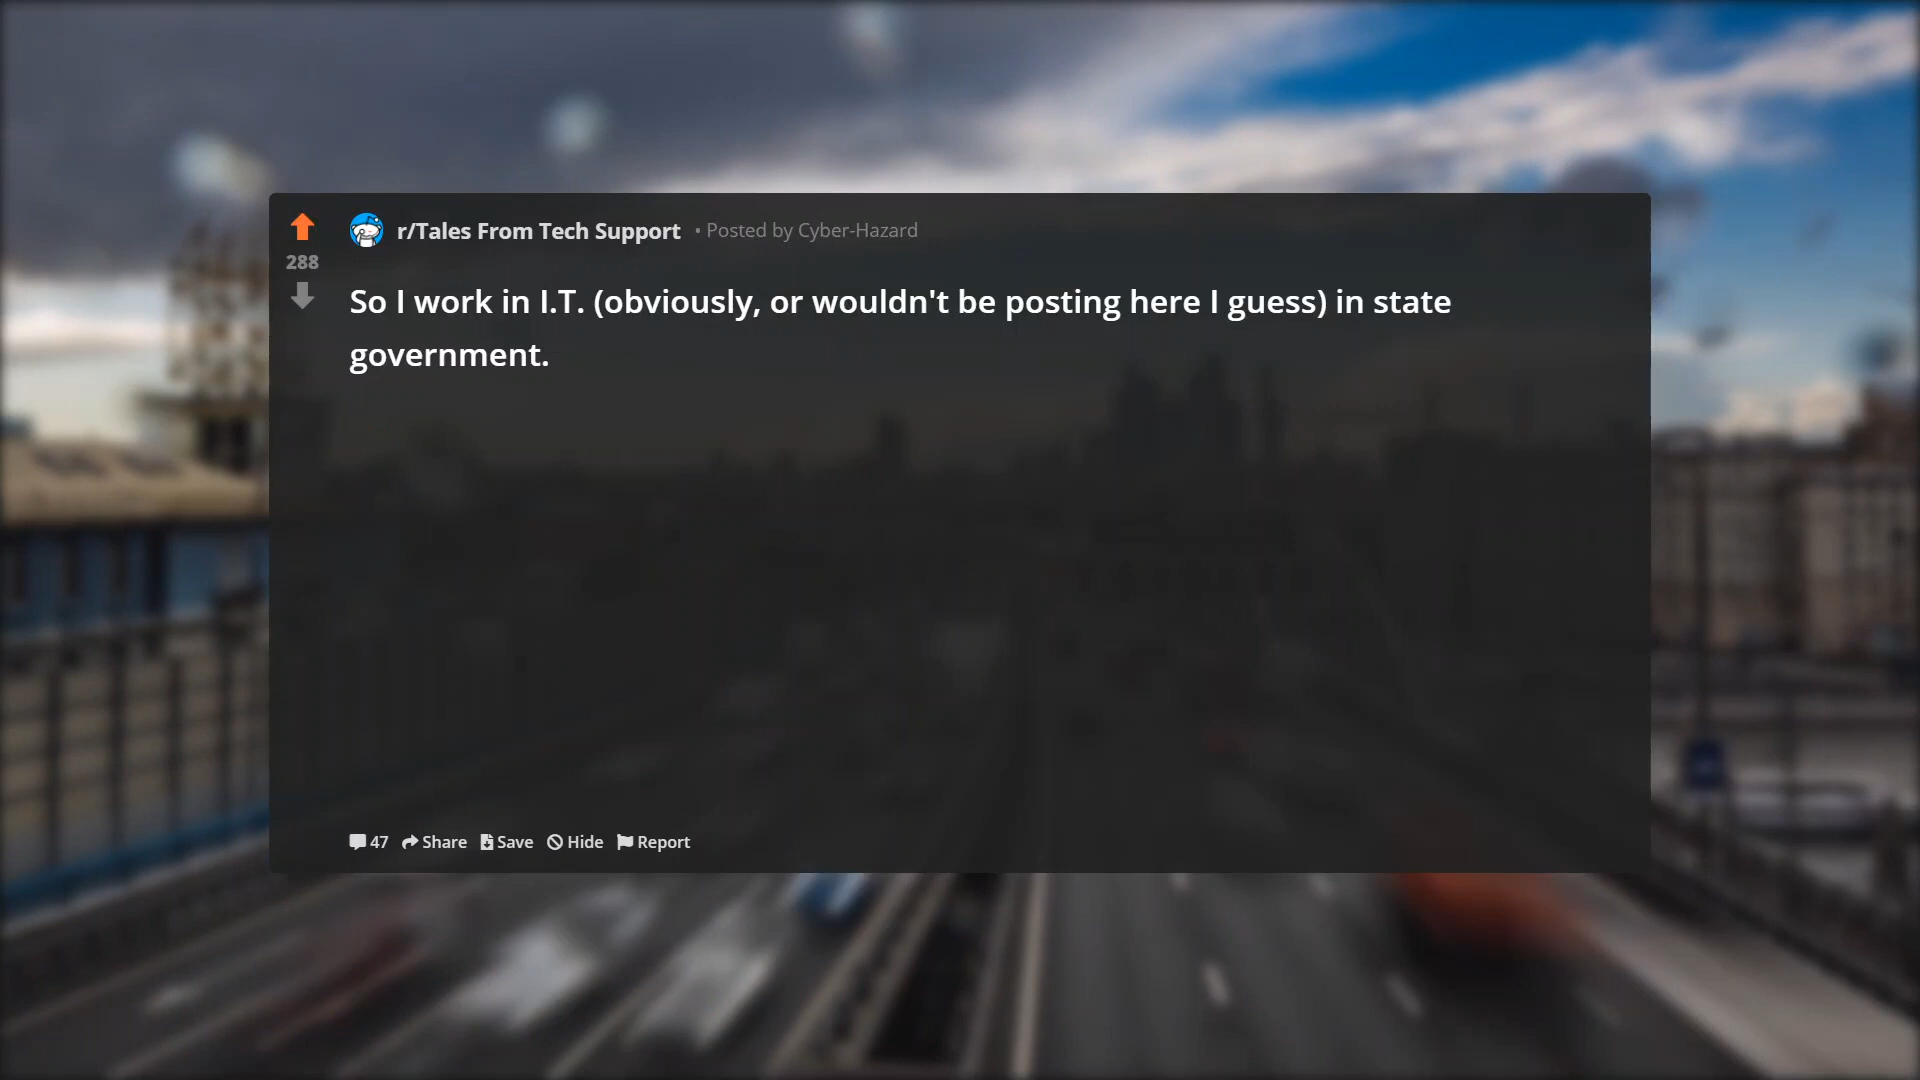 r/Tales From Tech Support • Posted by Cyber-Hazard
288
So I work in I.T. (obviously, or wouldn't be posting here I guess) in state
government.
47 Share Save Hide Report